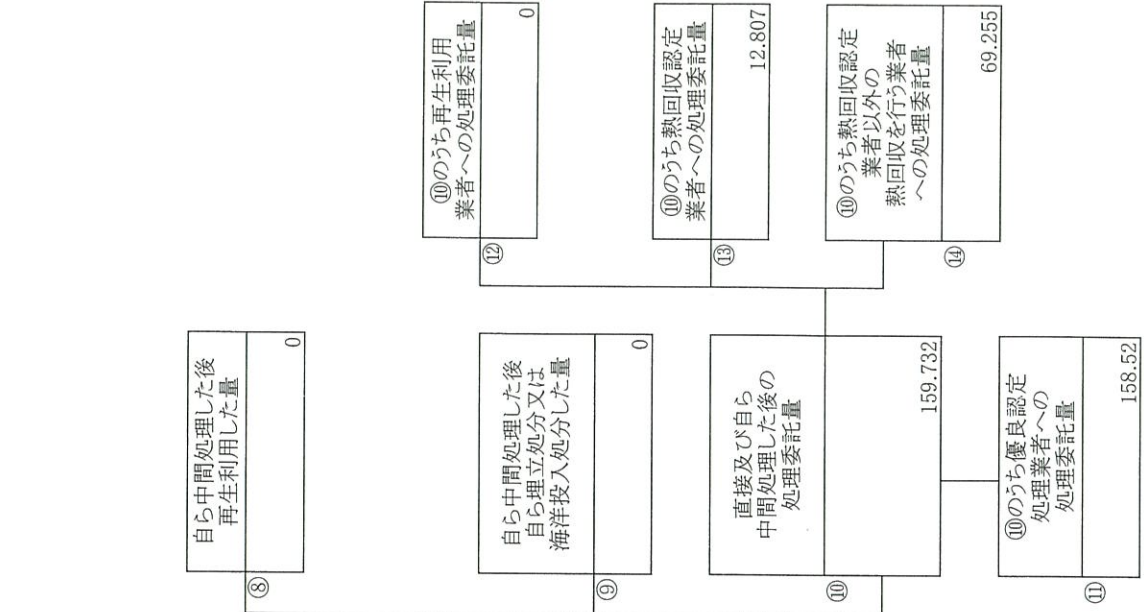 ⑧
自ら中間処理した後
再生利用した量
0
⑨
自ら中間処理した後
自ら埋立処分又は
海洋投入処分した量
0
⑩
直接及び自ら
中間処理した後の
処理委託量
159.732
⑪
⑩のうち優良認定
処理業者への
処理委託量
158.52
⑫
⑩のうち再生利用
業者への処理委託量
0
⑬
⑩のうち熱回収認定
業者への処理委託量
12.807
⑭
⑩のうち熱回収認定
業者以外の
熱回収を行う業者
への処理委託量
69.255